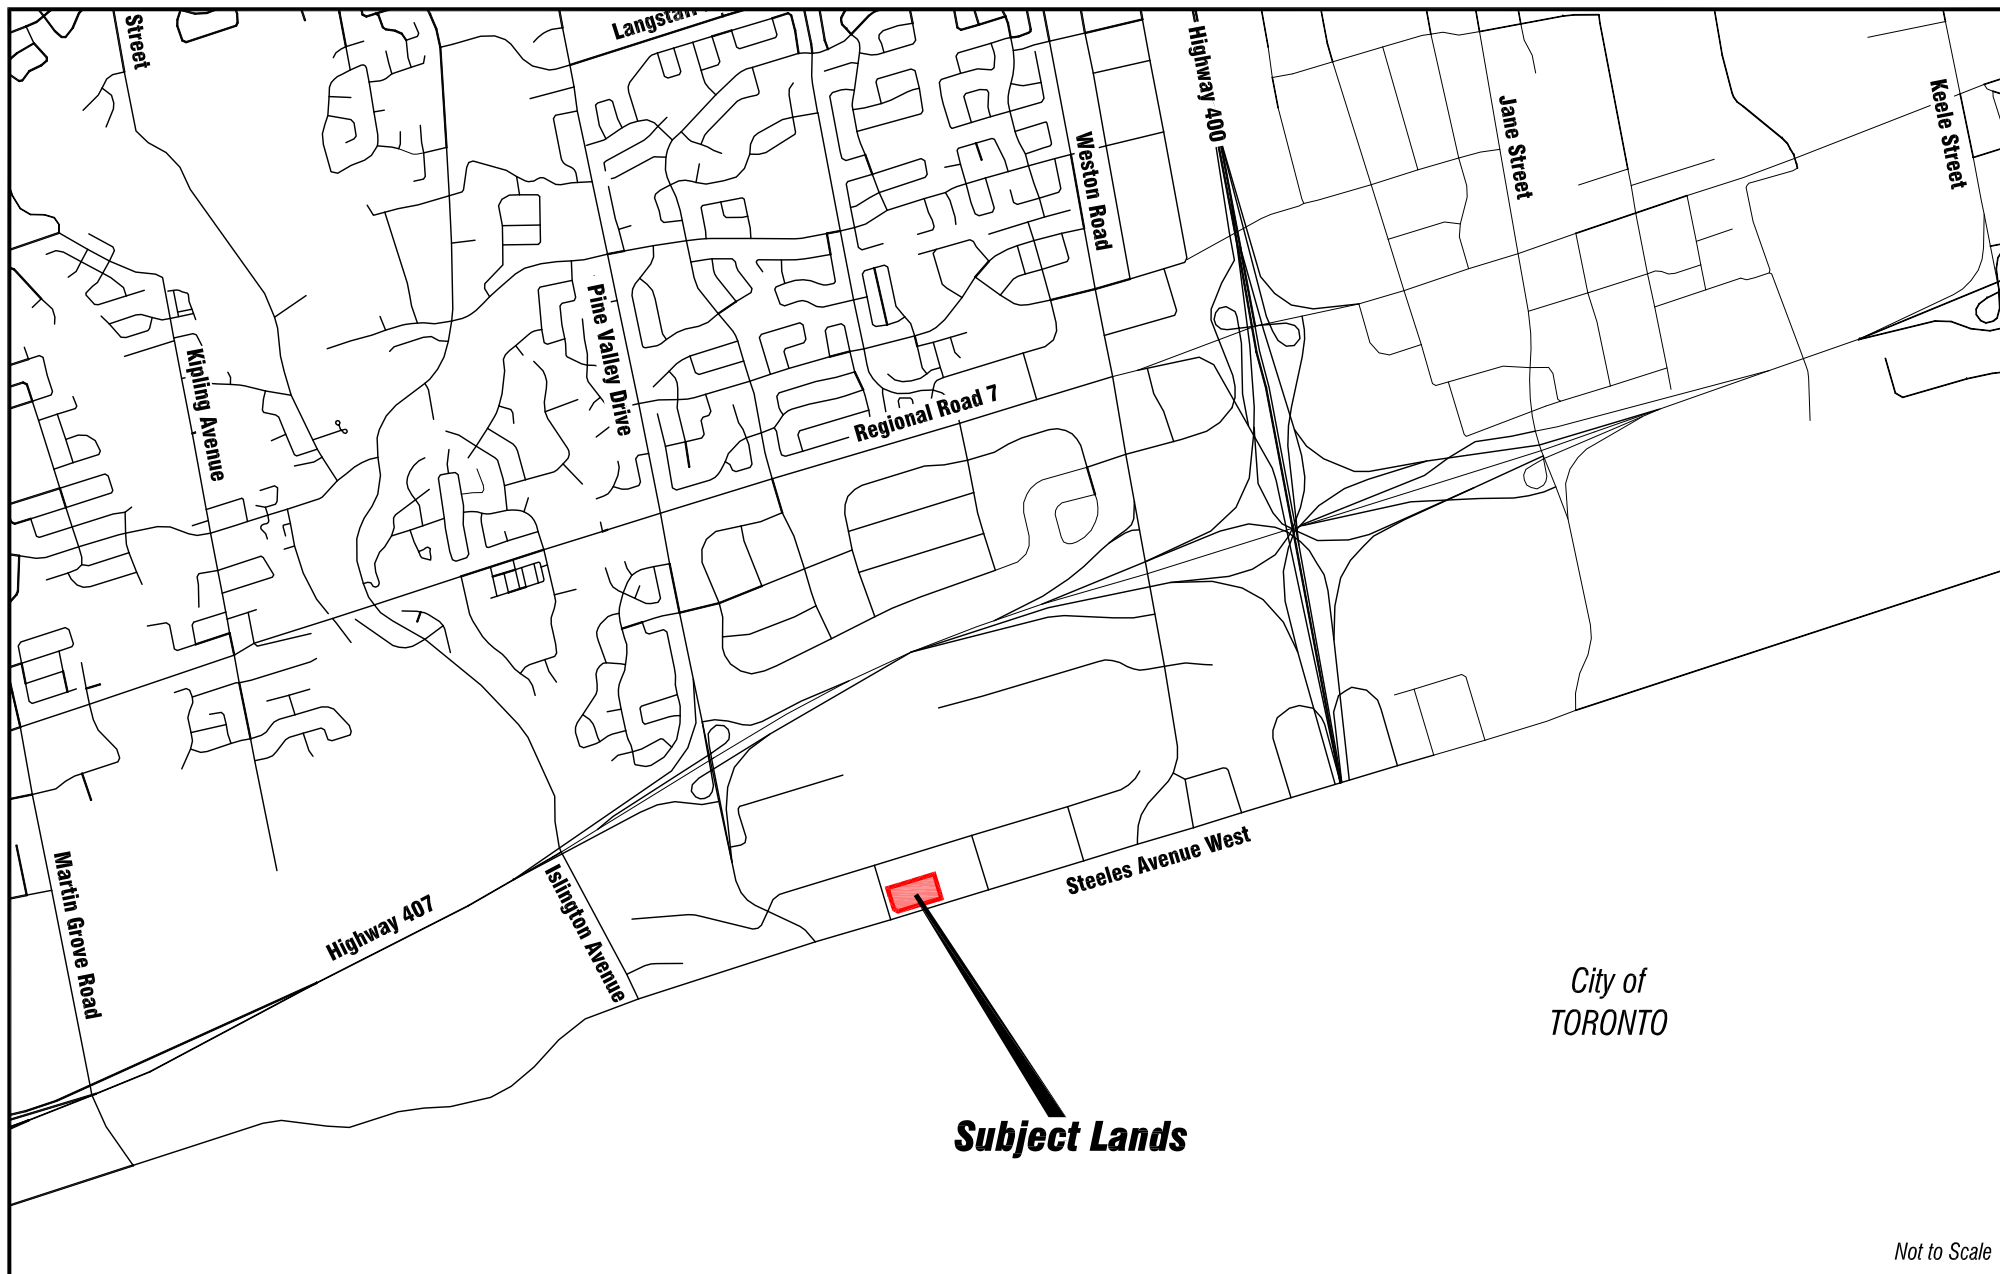 Street
Langstaff
Highway 400
Jane Street
Keele Street
Weston Road
Pine Valley Drive
Kipling Avenue
Regional Road 7
Martin Grove Road
Highway 407
Islington Avenue
Steeles Avenue West
City of
TORONTO
Subject Lands
Not to Scale